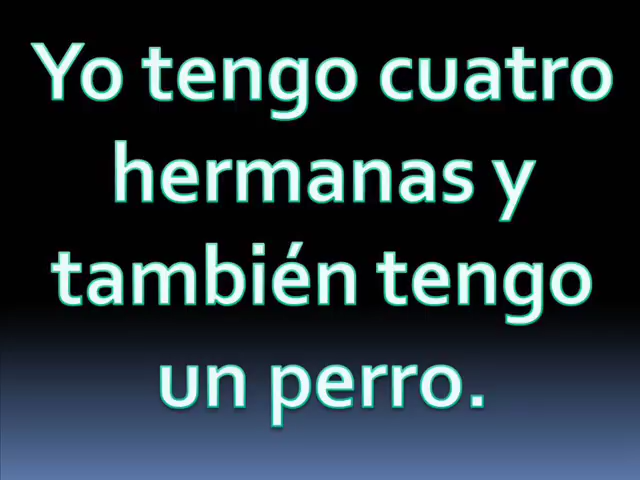 Yo tengo cuatro
hermanas y
también tengo
un perro.